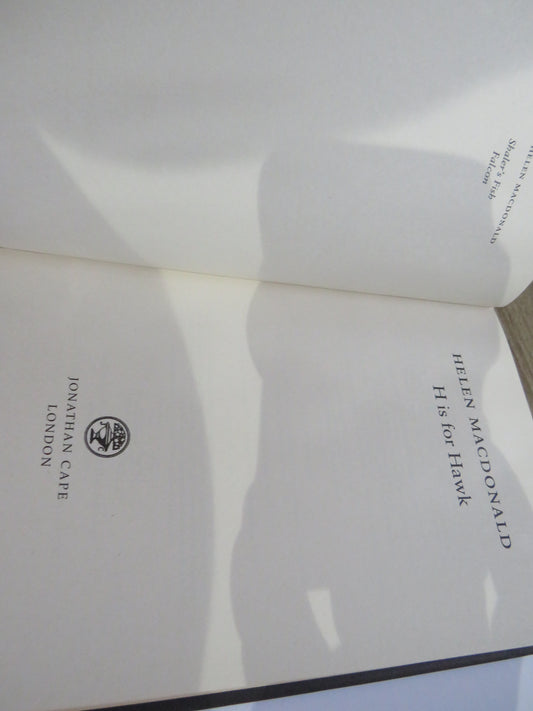 HELEN MACDONALD
Shaler's Fish
Falcon
HELEN MACDONALD
H is for Hawk
JONATHAN CAPE
LONDON